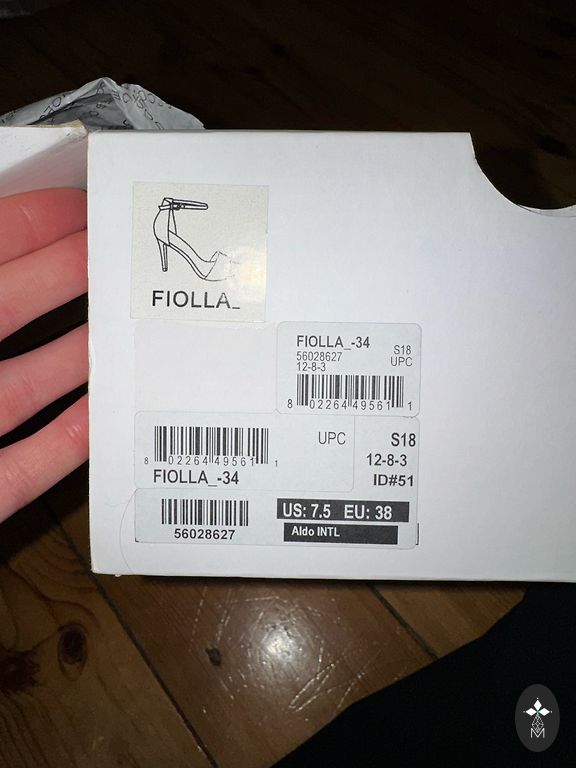 FIOLLA_
FIOLLA_-34
56028627
12-8-3
S18
UPC
8 02264 49561 1
UPC
S18
12-8-3
ID#51
8 02264 49561 1
FIOLLA_-34
56028627
US: 7.5 EU: 38
Aldo INTL
M